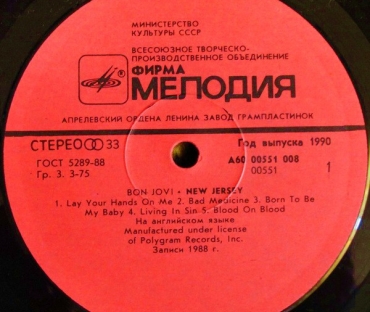 МИНИСТЕРСТВО
КУЛЬТУРЫ СССР
ВСЕСОЮЗНОЕ ТВОРЧЕСКО-
ПРОИЗВОДСТВЕННОЕ ОБЪЕДИНЕНИЕ
ФИРМА
МЕЛОДИЯ
АПРЕЛЕВСКИЙ ОРДЕНА ЛЕНИНА ЗАВОД ГРАМПЛАСТИНОК
СТЕРЕО 33
Год выпуска 1990
ГОСТ 5289-88
А60 00551 008
Гр. 3. 3-75
00551
1
BON JOVI • NEW JERSEY
1. Lay Your Hands On Me 2. Bad Medicine 3. Born To Be
My Baby 4. Living In Sin 5. Blood On Blood
На английском языке
Manufactured under license
of Polygram Records, Inc.
Записи 1988 г.